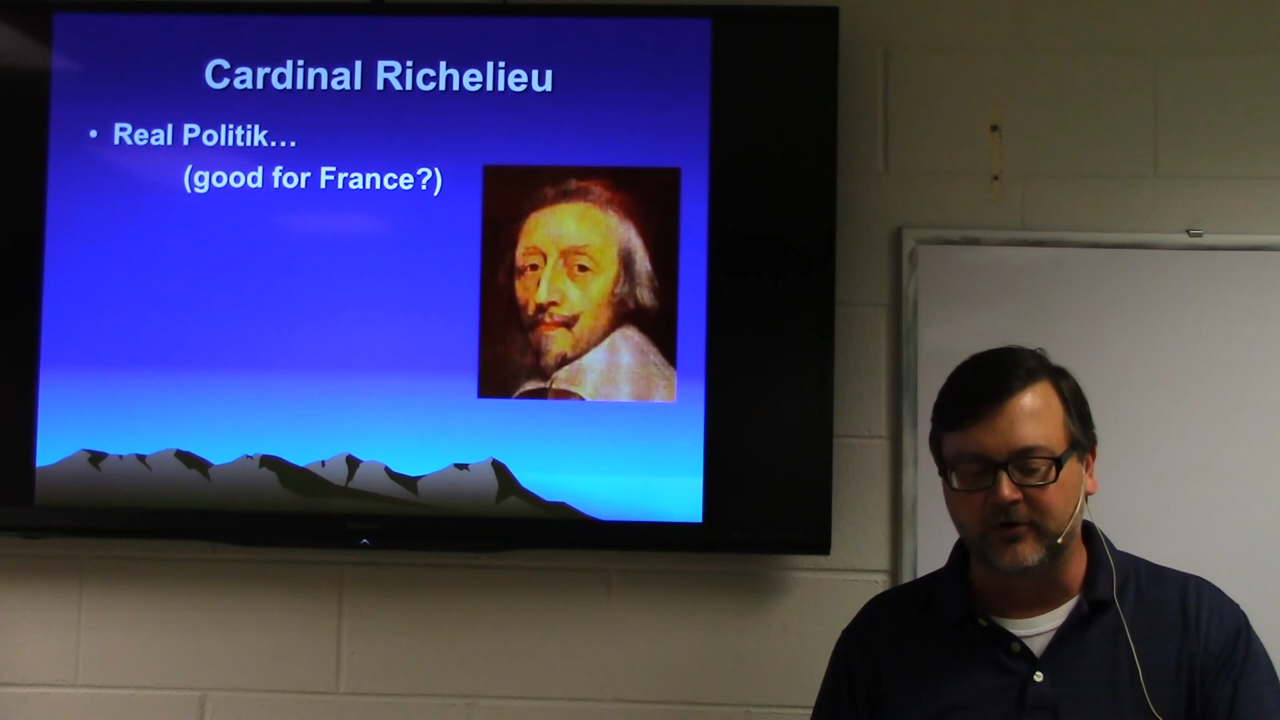 Cardinal Richelieu
• Real Politik…
(good for France?)